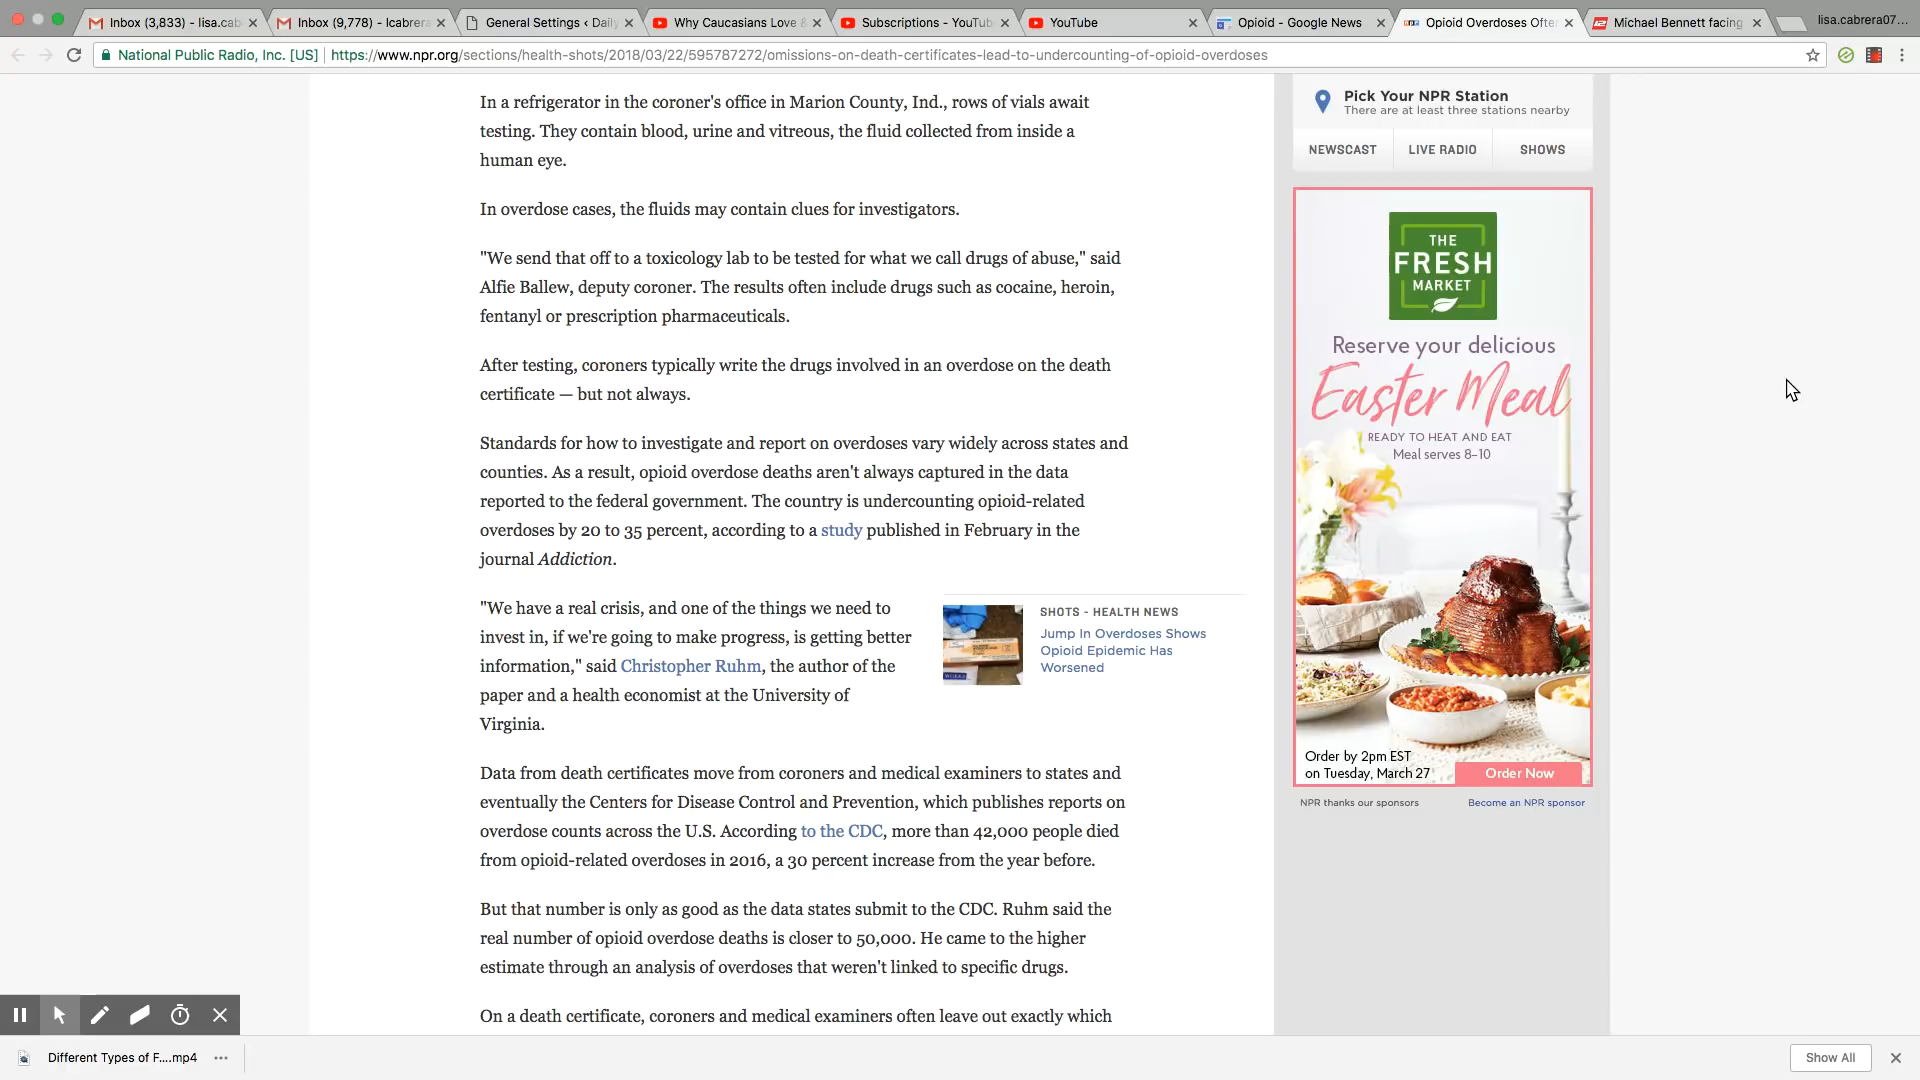 Inbox (3,833) - lisa.cab
Inbox (9,778) - lcabrera
General Settings ‹ Daily
Why Caucasians Love &
Subscriptions - YouTub
YouTube
Opioid - Google News
Opioid Overdoses Ofte
Michael Bennett facing
lisa.cabrera07...
National Public Radio, Inc. [US] | https://www.npr.org/sections/health-shots/2018/03/22/595787272/omissions-on-death-certificates-lead-to-undercounting-of-opioid-overdoses
In a refrigerator in the coroner's office in Marion County, Ind., rows of vials await
testing. They contain blood, urine and vitreous, the fluid collected from inside a
human eye.
In overdose cases, the fluids may contain clues for investigators.
"We send that off to a toxicology lab to be tested for what we call drugs of abuse," said
Alfie Ballew, deputy coroner. The results often include drugs such as cocaine, heroin,
fentanyl or prescription pharmaceuticals.
After testing, coroners typically write the drugs involved in an overdose on the death
certificate — but not always.
Standards for how to investigate and report on overdoses vary widely across states and
counties. As a result, opioid overdose deaths aren't always captured in the data
reported to the federal government. The country is undercounting opioid-related
overdoses by 20 to 35 percent, according to a study published in February in the
journal Addiction.
"We have a real crisis, and one of the things we need to
invest in, if we're going to make progress, is getting better
information," said Christopher Ruhm, the author of the
paper and a health economist at the University of
Virginia.
SHOTS - HEALTH NEWS
Jump In Overdoses Shows
Opioid Epidemic Has
Worsened
Data from death certificates move from coroners and medical examiners to states and
eventually the Centers for Disease Control and Prevention, which publishes reports on
overdose counts across the U.S. According to the CDC, more than 42,000 people died
from opioid-related overdoses in 2016, a 30 percent increase from the year before.
But that number is only as good as the data states submit to the CDC. Ruhm said the
real number of opioid overdose deaths is closer to 50,000. He came to the higher
estimate through an analysis of overdoses that weren't linked to specific drugs.
On a death certificate, coroners and medical examiners often leave out exactly which
Pick Your NPR Station
There are at least three stations nearby
NEWSCAST
LIVE RADIO
SHOWS
THE
FRESH
MARKET
Reserve your delicious
Easter Meal
READY TO HEAT AND EAT
Meal serves 8–10
Order by 2pm EST
on Tuesday, March 27
Order Now
NPR thanks our sponsors
Become an NPR sponsor
Different Types of F....mp4
Show All